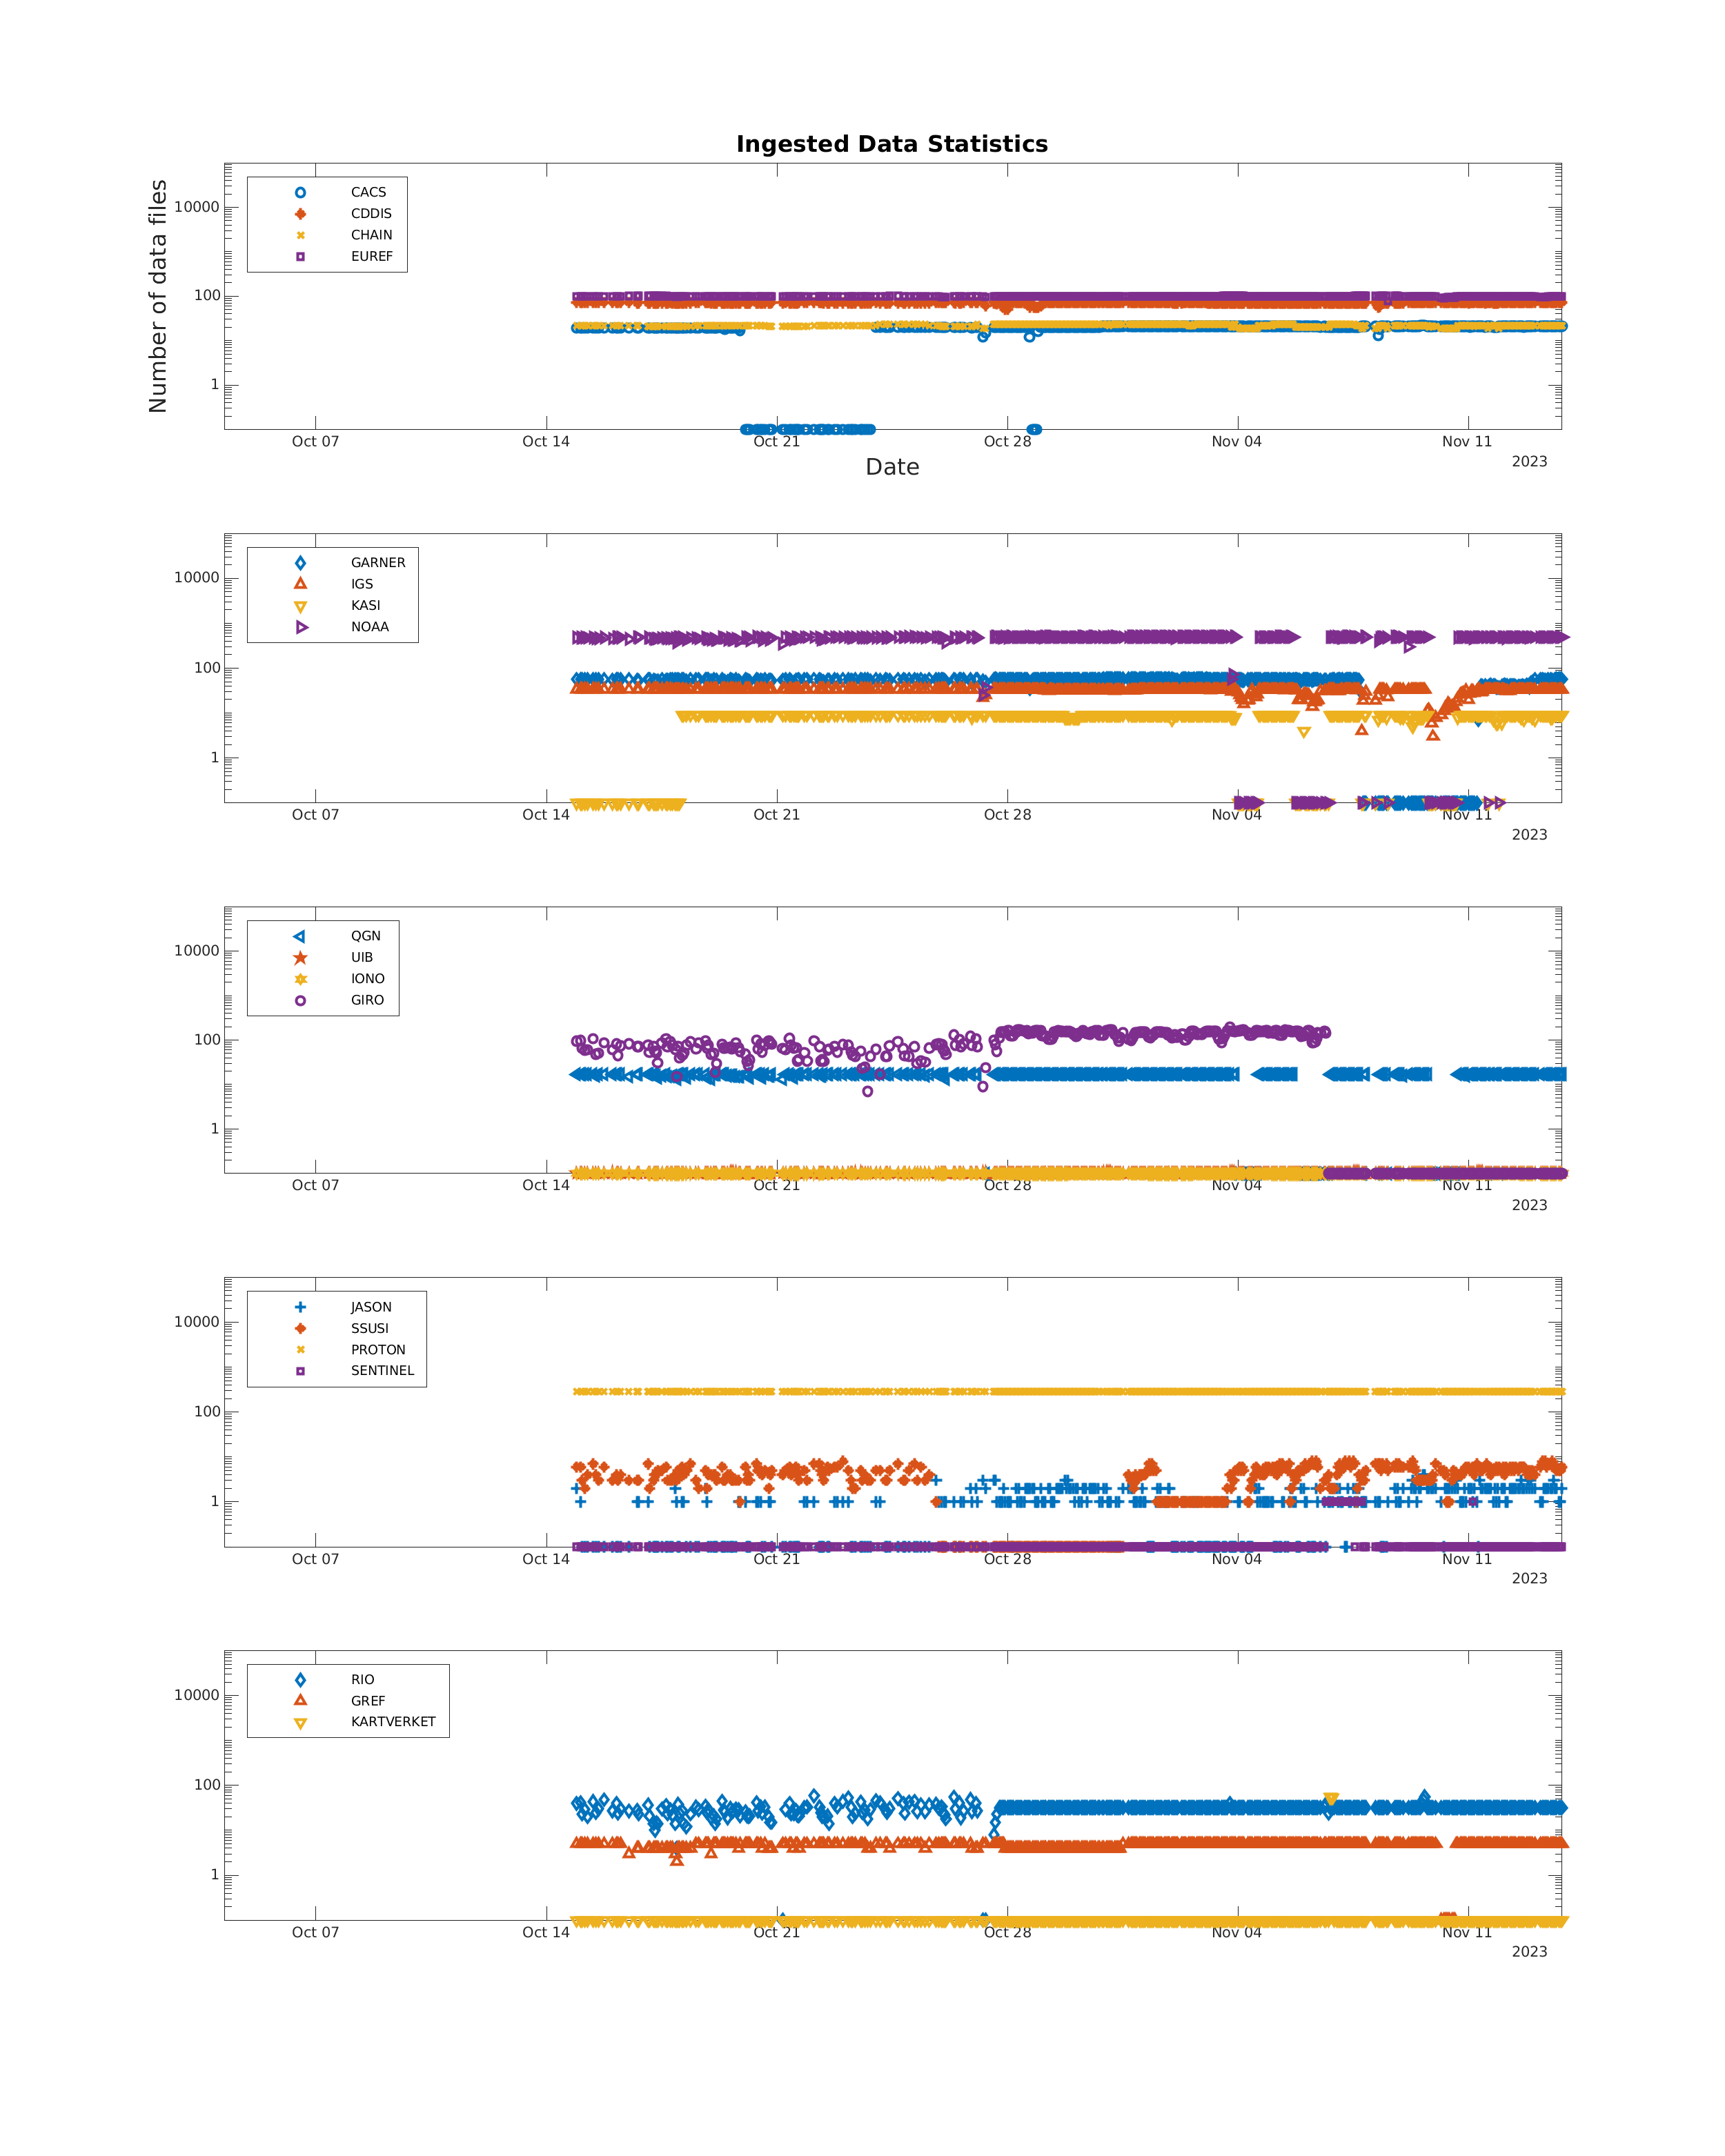 Ingested Data Statistics
Number of data files
CACS
CDDIS
CHAIN
EUREF
10000
100
1
Oct 07 Oct 14 Oct 21 Oct 28 Nov 04 Nov 11
2023
Date
GARNER
IGS
KASI
NOAA
10000
100
1
Oct 07 Oct 14 Oct 21 Oct 28 Nov 04 Nov 11
2023
QGN
UIB
IONO
GIRO
10000
100
1
Oct 07 Oct 14 Oct 21 Oct 28 Nov 04 Nov 11
2023
JASON
SSUSI
PROTON
SENTINEL
10000
100
1
Oct 07 Oct 14 Oct 21 Oct 28 Nov 04 Nov 11
2023
RIO
GREF
KARTVERKET
10000
100
1
Oct 07 Oct 14 Oct 21 Oct 28 Nov 04 Nov 11
2023